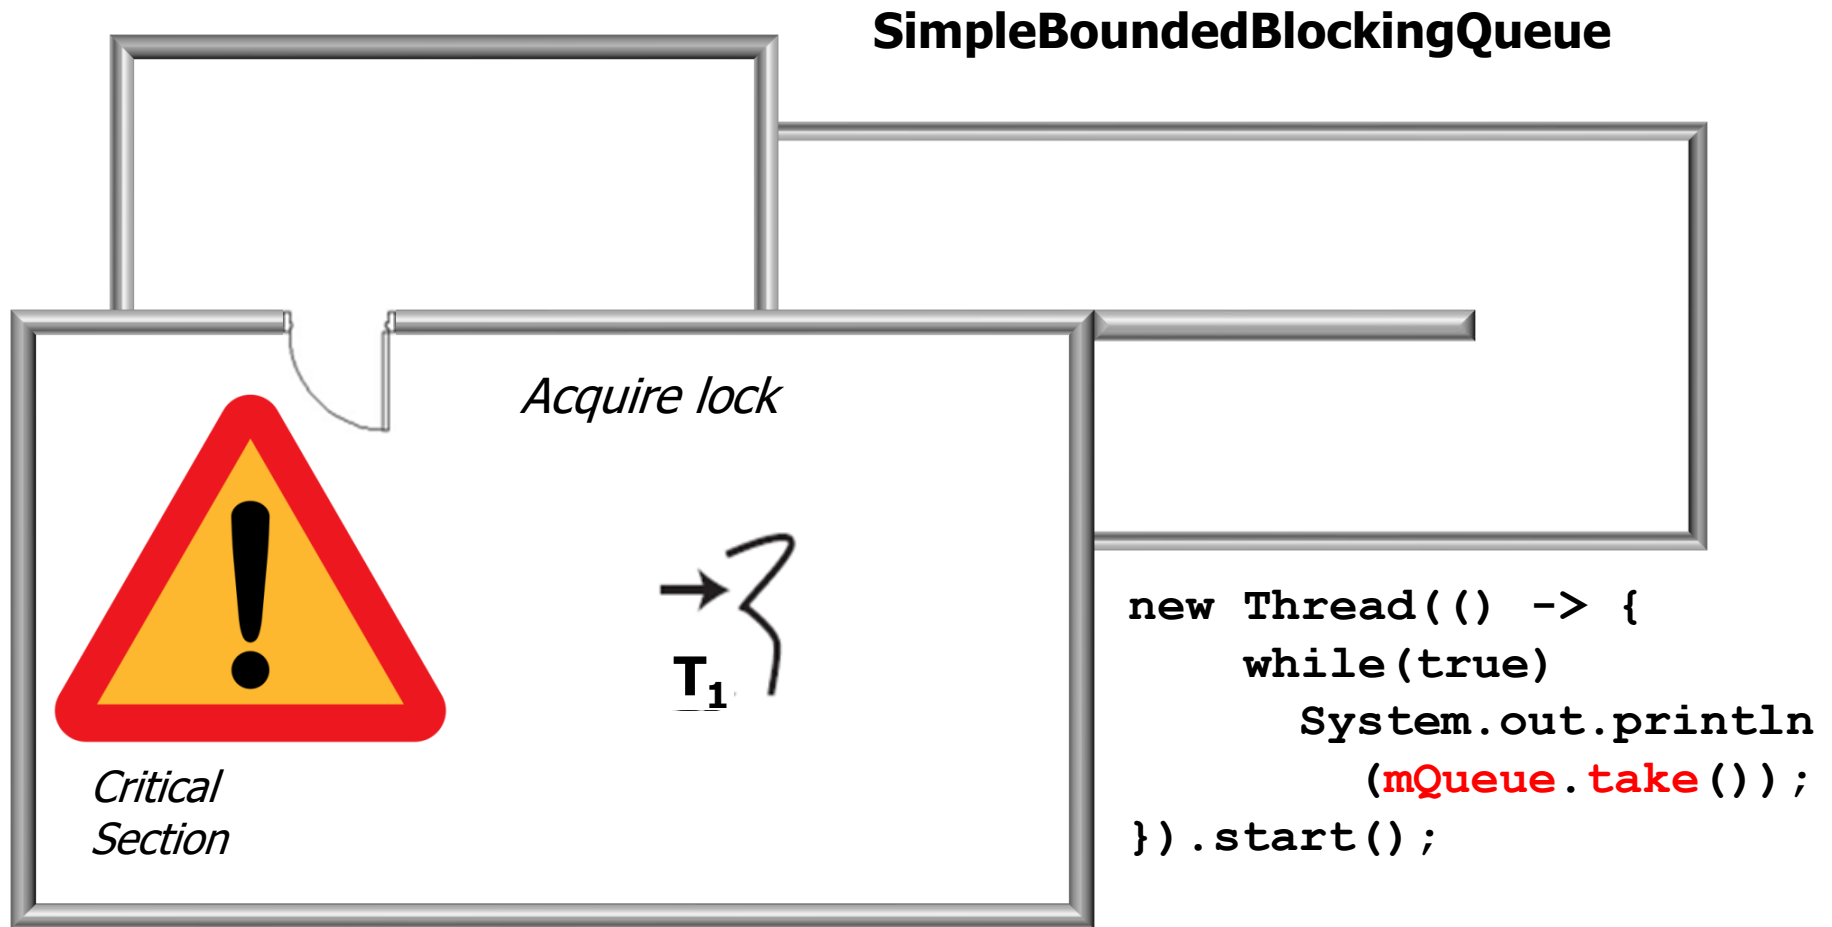 SimpleBoundedBlockingQueue
Acquire lock
T₁
Critical
Section
new Thread(() -> {
    while(true)
      System.out.println
        (mQueue.take());
}).start();